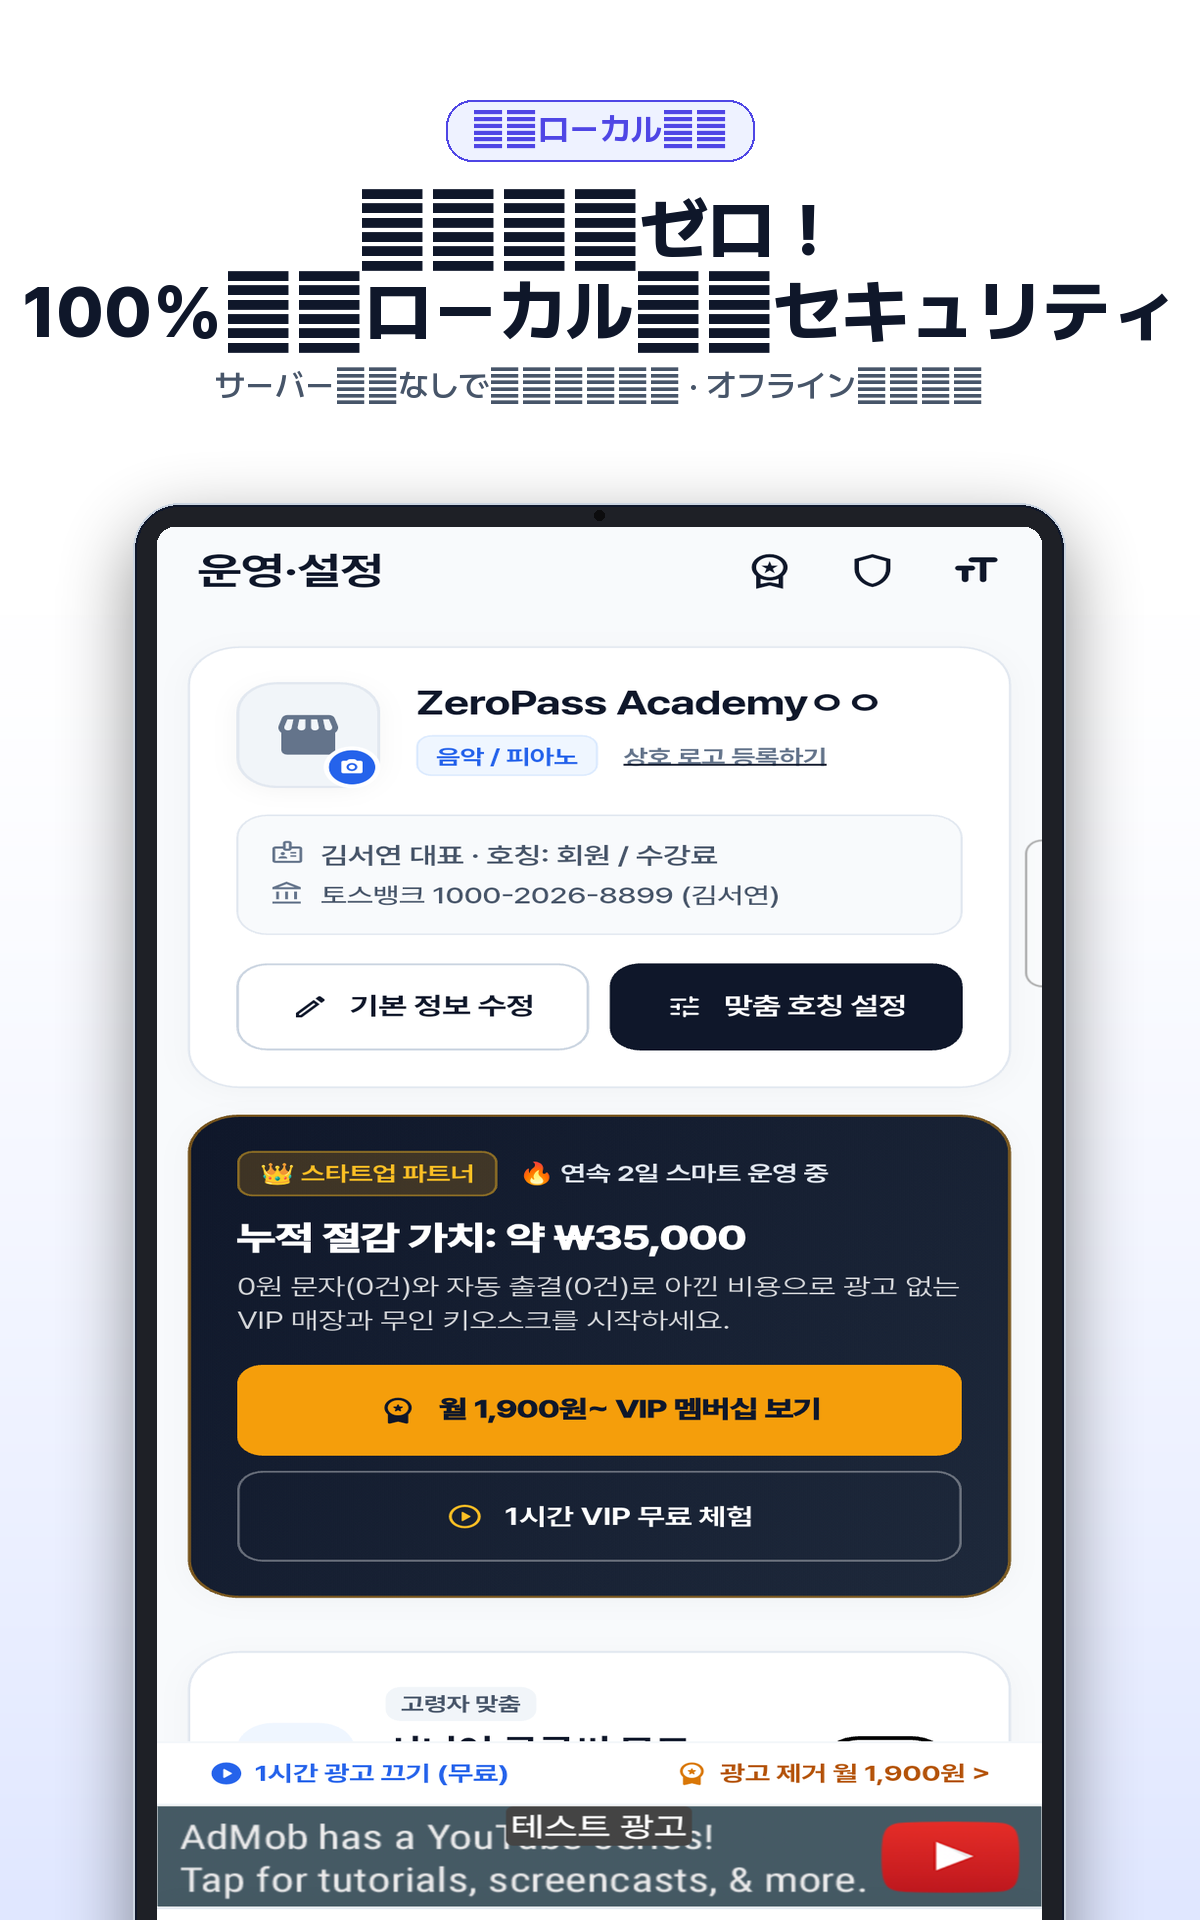 ローカル
ゼロ！
100% ローカル セキュリティ
サーバー なしで · オフライン
운영·설정
ZeroPass Academyㅇㅇ
음악 / 피아노
상호 로고 등록하기
김서연 대표 · 호칭: 회원 / 수강료
토스뱅크 1000-2026-8899 (김서연)
기본 정보 수정
맞춤 호칭 설정
👑 스타트업 파트너
🔥 연속 2일 스마트 운영 중
누적 절감 가치: 약 ₩35,000
0원 문자(0건)와 자동 출결(0건)로 아낀 비용으로 광고 없는
VIP 매장과 무인 키오스크를 시작하세요.
월 1,900원~ VIP 멤버십 보기
1시간 VIP 무료 체험
고령자 맞춤
1시간 광고 끄기 (무료)
광고 제거 월 1,900원 >
테스트 광고
AdMob has a
Tap for tutorials, screencasts, & more.